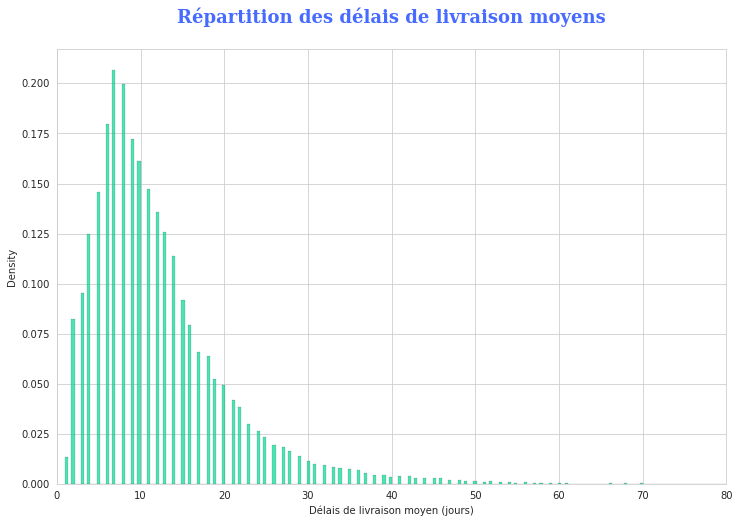 Répartition des délais de livraison moyens
0.200
0.175
0.150
0.125
0.100
0.075
0.050
0.025
0.000
Density
0 10 20 30 40 50 60 70 80
Délais de livraison moyen (jours)